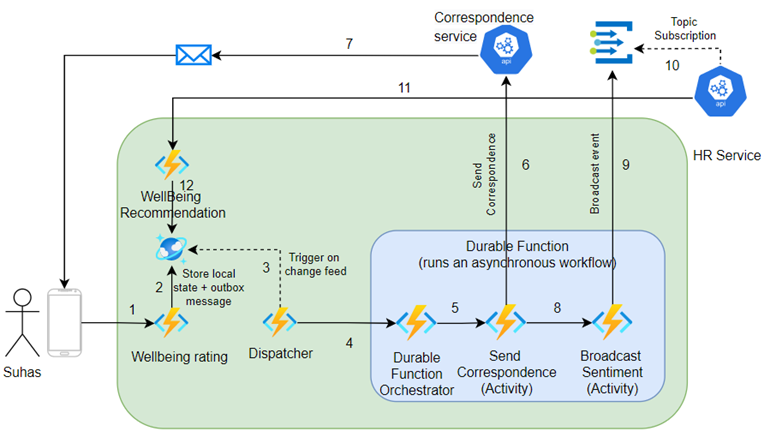 Correspondence
service
api
7
Topic
Subscription
10
api
HR Service
11
12
WellBeing
Recommendation
Send
Correspondence
6
Broadcast event
9
Durable Function
(runs an asynchronous workflow)
2
Store local
state + outbox
message
3
Trigger on
change feed
1
4
5
8
Suhas
Wellbeing rating
Dispatcher
Durable
Function
Orchestrator
Send
Correspondence
(Activity)
Broadcast
Sentiment
(Activity)